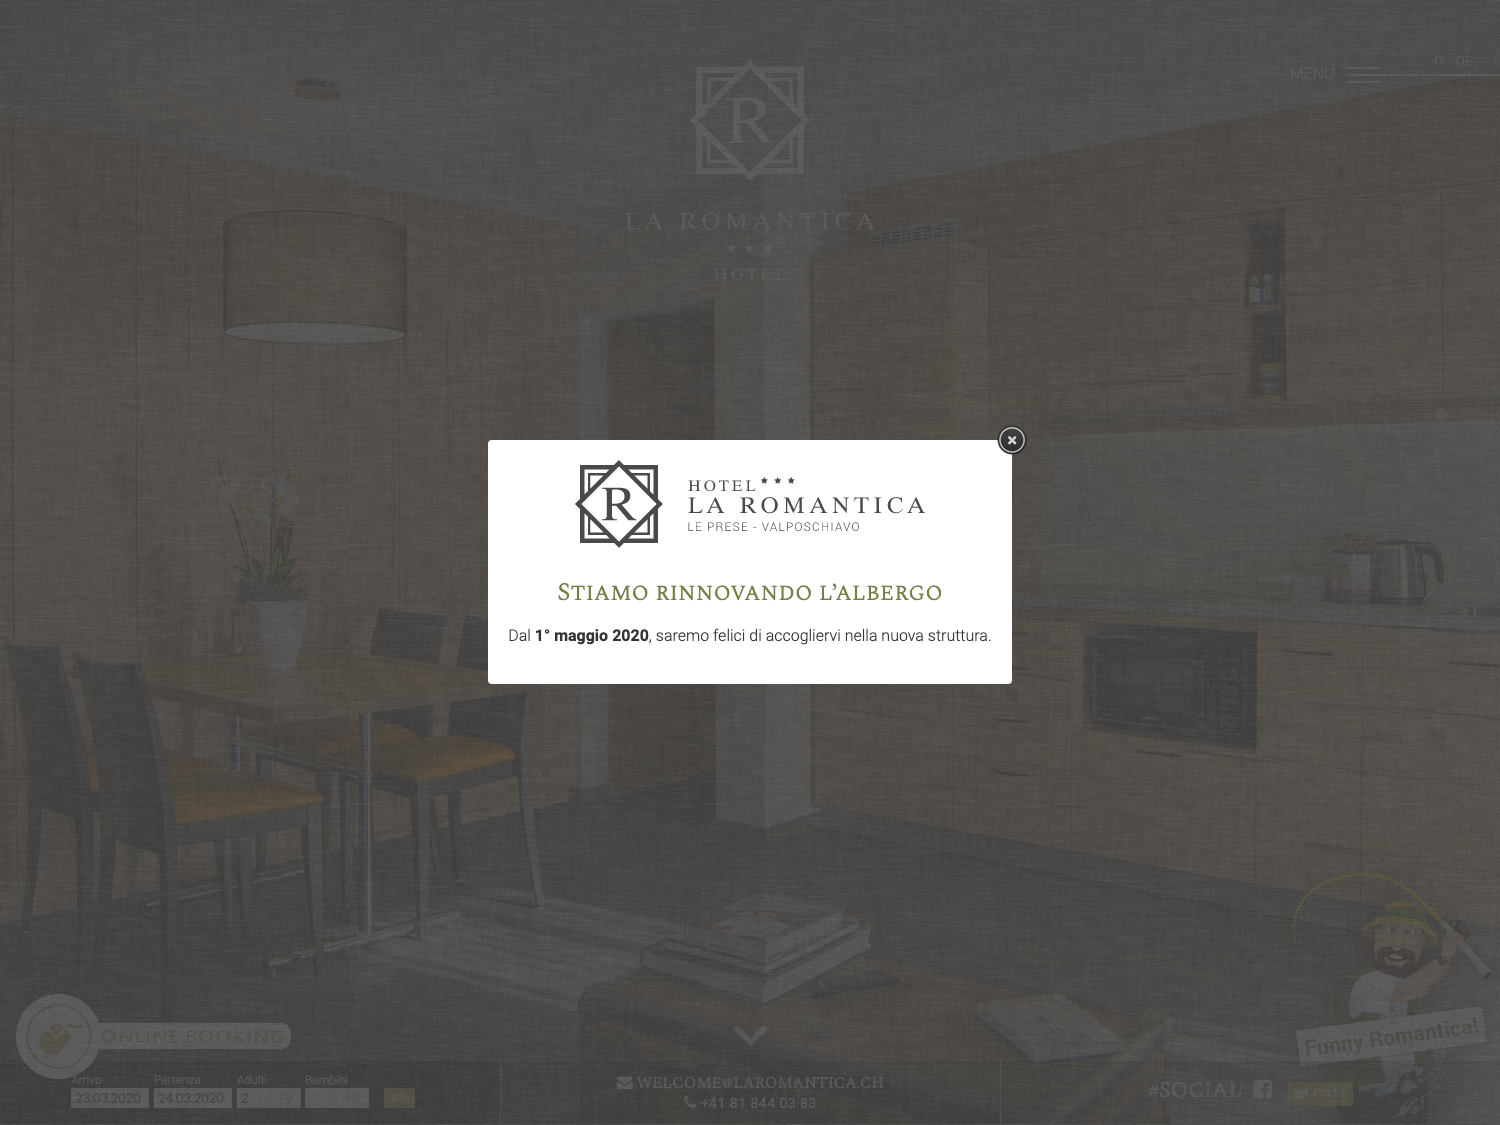 MENU
IT DE
R
LA ROMANTICA
★ ★ ★S
HOTEL
R
HOTEL ★ ★ ★
LA ROMANTICA
LE PRESE - VALPOSCHIAVO
STIAMO RINNOVANDO L'ALBERGO
Dal 1° maggio 2020, saremo felici di accogliervi nella nuova struttura.
ONLINE BOOKING
Arrivo Partenza Adulti Bambini
23.03.2020 24.03.2020 2 OK
WELCOME@LAROMANTICA.CH
+41 81 844 03 83
#SOCIAL
CAM
Funny Romantica!